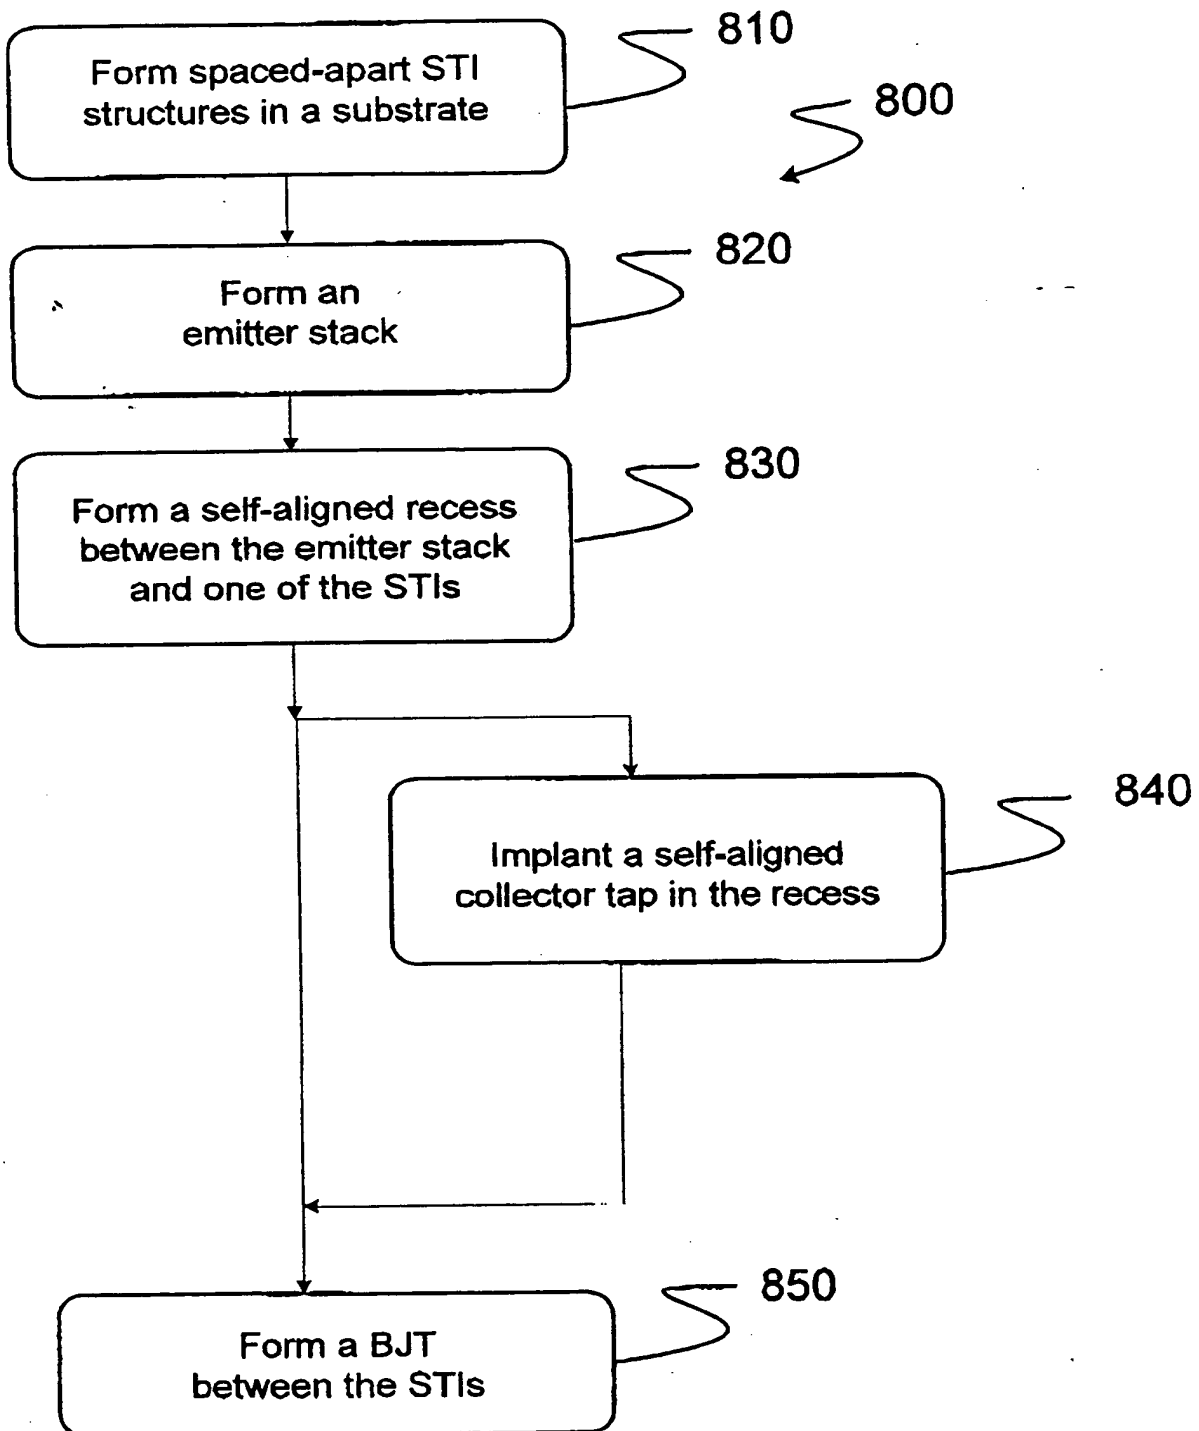 810
Form spaced-apart STI
structures in a substrate
800
820
Form an
emitter stack
830
Form a self-aligned recess
between the emitter stack
and one of the STIs
840
Implant a self-aligned
collector tap in the recess
850
Form a BJT
between the STIs